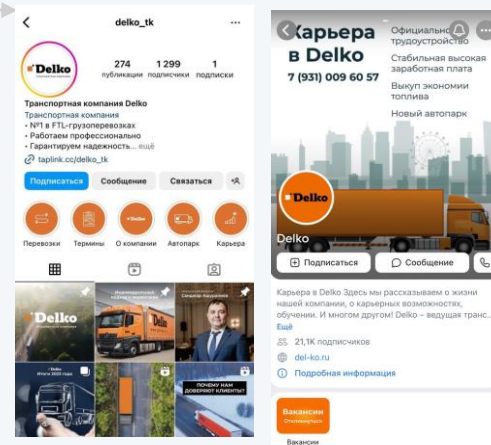 delko_tk
Delko
274 1 299 1
публикации подписчики подписки
Транспортная компания Delko
Транспортная компания
• №1 в FTL-грузоперевозках
• Работаем профессионально
• Гарантируем надежность... ещё
taplink.cc/delko_tk
Подписаться Сообщение Связаться
Перевозки Термины О компании Автопарк Карьера
Delko
Delko
Delko
Итоги 2023 года
ПОЧЕМУ НАМ
ДОВЕРЯЮТ КЛИЕНТЫ?
Карьера
в Delko
7 (931) 009 60 57
Официальное
трудоустройство
Стабильная высокая
заработная плата
Выкуп экономии
топлива
Новый автопарк
Delko
Delko
Подписаться Сообщение
Карьера в Delko Здесь мы рассказываем о жизни
нашей компании, о карьерных возможностях,
обучении. И многом другом! Delko – ведущая транс...
Ещё
21,1K подписчиков
del-ko.ru
Подробная информация
Вакансии
Вакансии